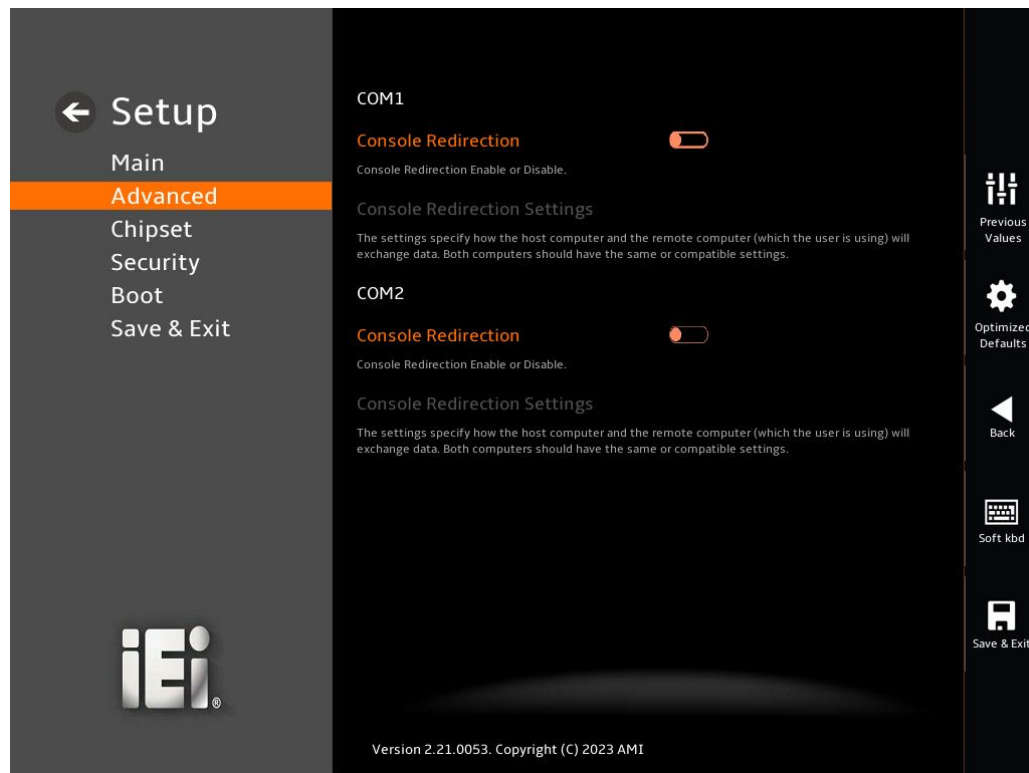 Setup
Main
Advanced
Chipset
Security
Boot
Save & Exit
COM1
Console Redirection
Console Redirection Enable or Disable.
Console Redirection Settings
The settings specify how the host computer and the remote computer (which the user is using) will
exchange data. Both computers should have the same or compatible settings.
COM2
Console Redirection
Console Redirection Enable or Disable.
Console Redirection Settings
The settings specify how the host computer and the remote computer (which the user is using) will
exchange data. Both computers should have the same or compatible settings.
Previous
Values
Optimized
Defaults
Back
Soft kbd
Save & Exit
iEi®
Version 2.21.0053. Copyright (C) 2023 AMI